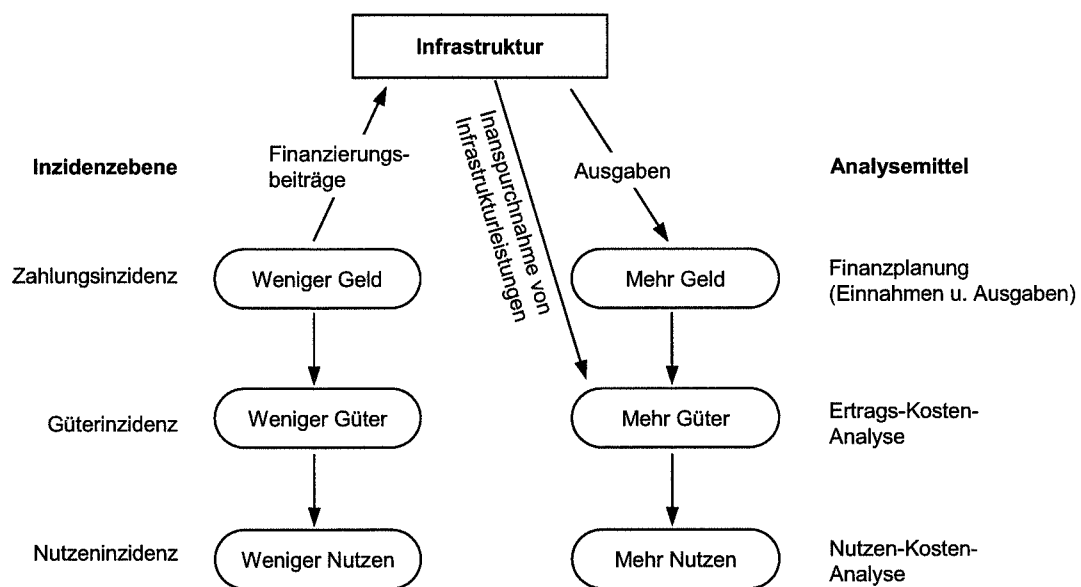 Infrastruktur
Inzidenzebene
Finanzierungs-
beiträge
Inanspurchnahme von
Infrastrukturleistungen
Ausgaben
Analysemittel
Zahlungsinzidenz
Weniger Geld
Mehr Geld
Finanzplanung
(Einnahmen u. Ausgaben)
Güterinzidenz
Weniger Güter
Mehr Güter
Ertrags-Kosten-
Analyse
Nutzeninzidenz
Weniger Nutzen
Mehr Nutzen
Nutzen-Kosten-
Analyse